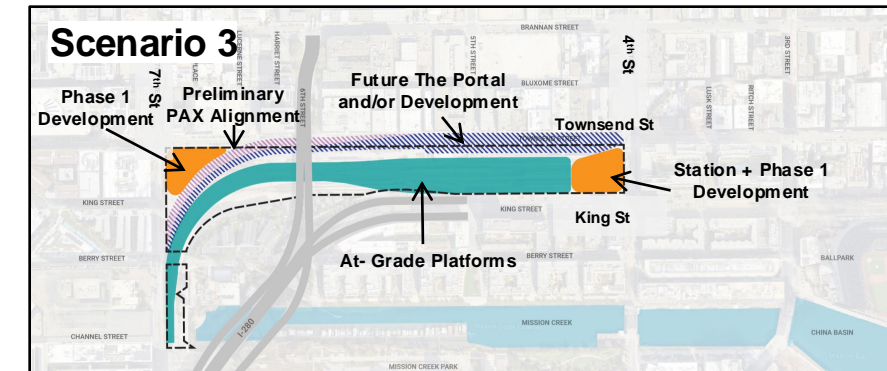 Scenario 3
BRANNAN STREET
LUCERNE STREET
HARRIET STREET
6TH STREET
5TH STREET
4th St
3RD STREET
7th St
PLACE
Phase 1
Development
Preliminary
PAX Alignment
Future The Portal
and/or Development
BLUXOME STREET
LUSK STREET
RITCH STREET
Townsend St
Station + Phase 1
Development
KING STREET
KING STREET
King St
At- Grade Platforms
BERRY STREET
BERRY STREET
BALLPARK
I-280
MISSION CREEK
CHANNEL STREET
CHINA BASIN
MISSION CREEK PARK